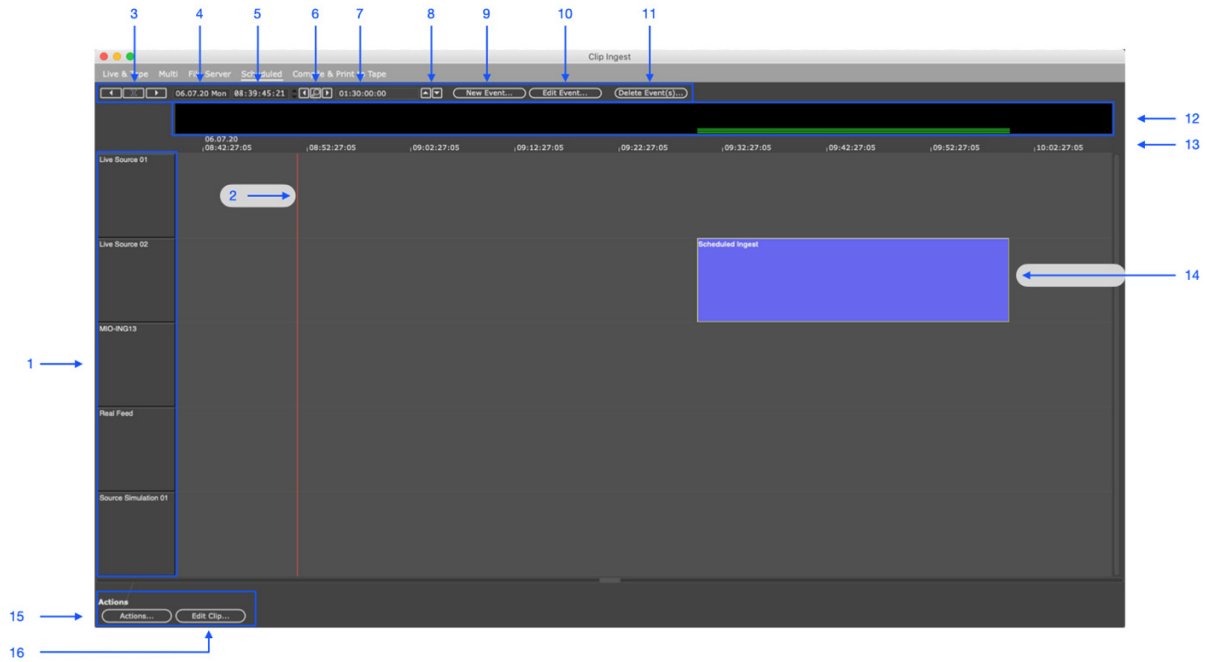 3 4 5 6 7 8 9 10 11
Clip Ingest
Live & Tape Multi File Server Scheduled Compare & Print to Tape
06.07.20 Mon 08:39:45:21 01:30:00:00 New Event... Edit Event... Delete Event(s)...
12
06.07.20
08:42:27:05 08:52:27:05 09:02:27:05 09:12:27:05 09:22:27:05 09:32:27:05 09:42:27:05 09:52:27:05 10:02:27:05 13
Live Source 01
2
Live Source 02 Scheduled Ingest
14
MIO-ING13
1
Real Feed
Source Simulation 01
Actions
15 Actions... Edit Clip...
16